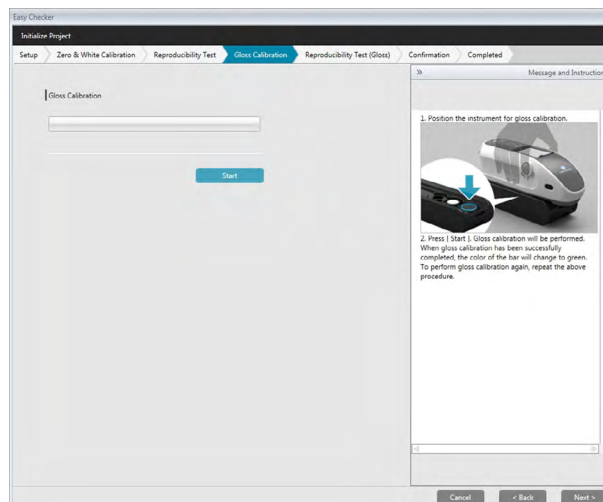 Easy Checker
Initialize Project
Setup Zero & White Calibration Reproducibility Test Gloss Calibration Reproducibility Test (Gloss) Confirmation Completed
» Message and Instruction
Gloss Calibration
Start
1. Position the instrument for gloss calibration.
2. Press [ Start ]. Gloss calibration will be performed.
When gloss calibration has been successfully
completed, the color of the bar will change to green.
To perform gloss calibration again, repeat the above
procedure.
Cancel < Back Next >